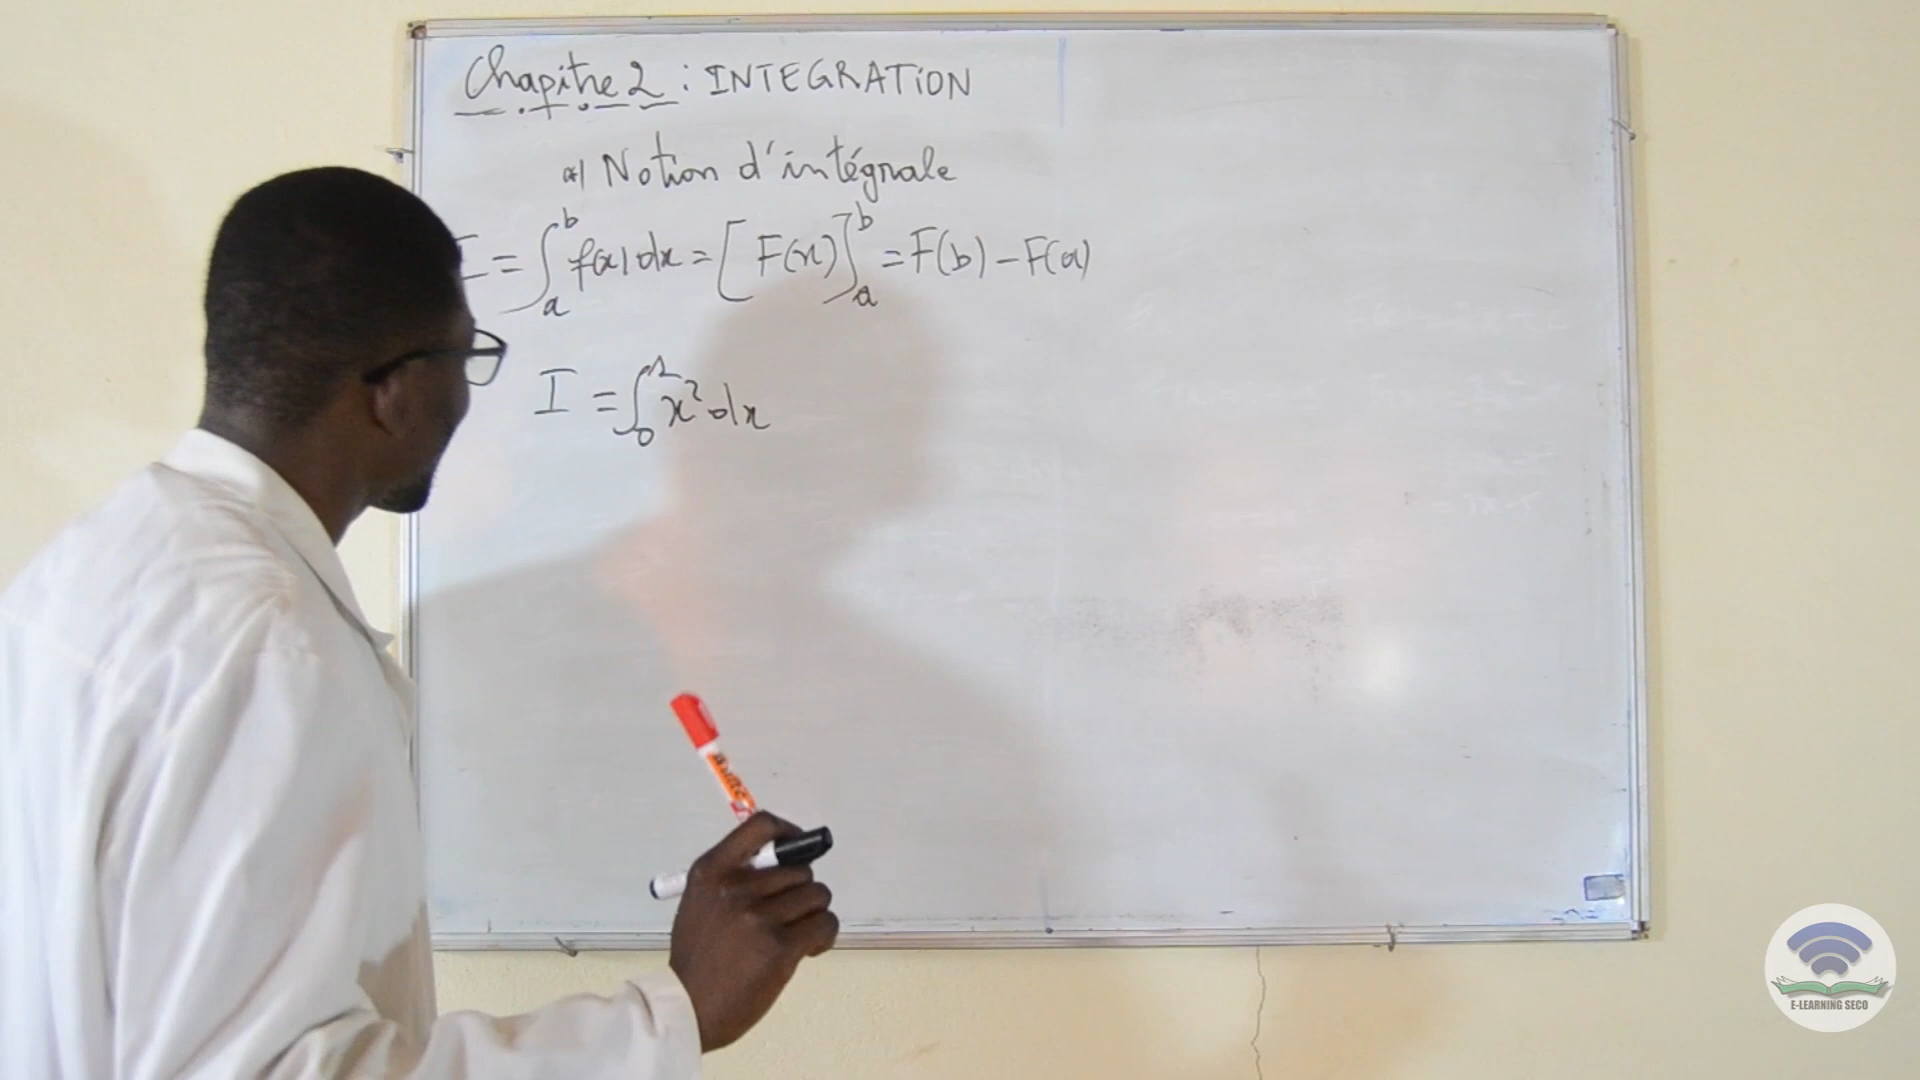 Chapitre 2 : INTEGRATION
a) Notion d'intégrale
I = ∫_a^b f(x) dx = [F(x)]_a^b = F(b) - F(a)
I = ∫_0^1 x² dx
E-LEARNING SECO